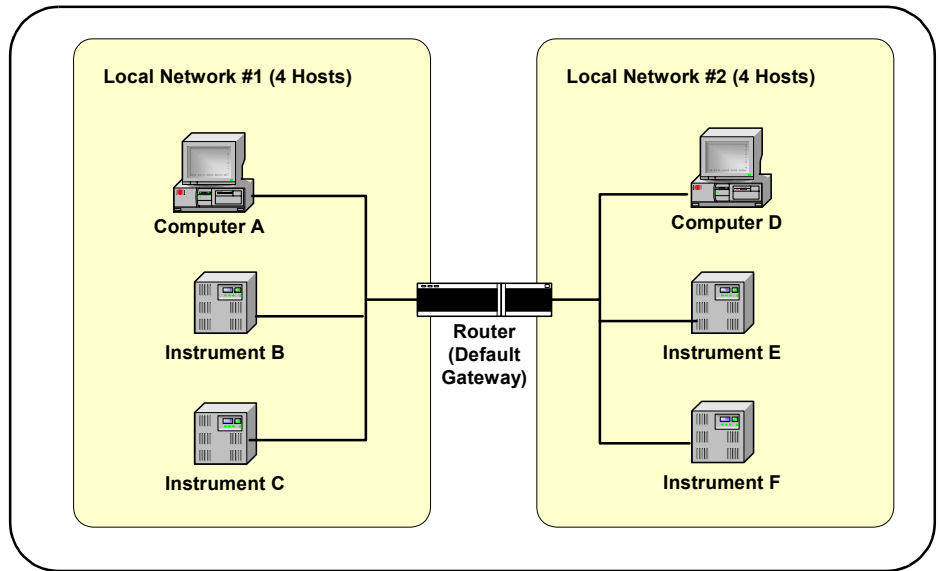 Local Network #1 (4 Hosts)
Computer A
Instrument B
Instrument C
Router
(Default
Gateway)
Local Network #2 (4 Hosts)
Computer D
Instrument E
Instrument F